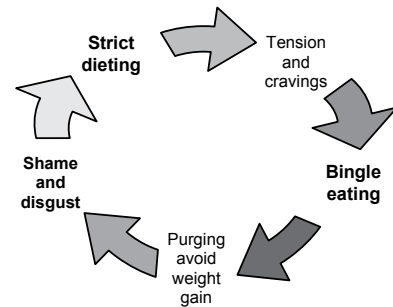 Strict
dieting
Tension
and
cravings
Bingle
eating
Purging avoid
weight
gain
Shame
and
disgust